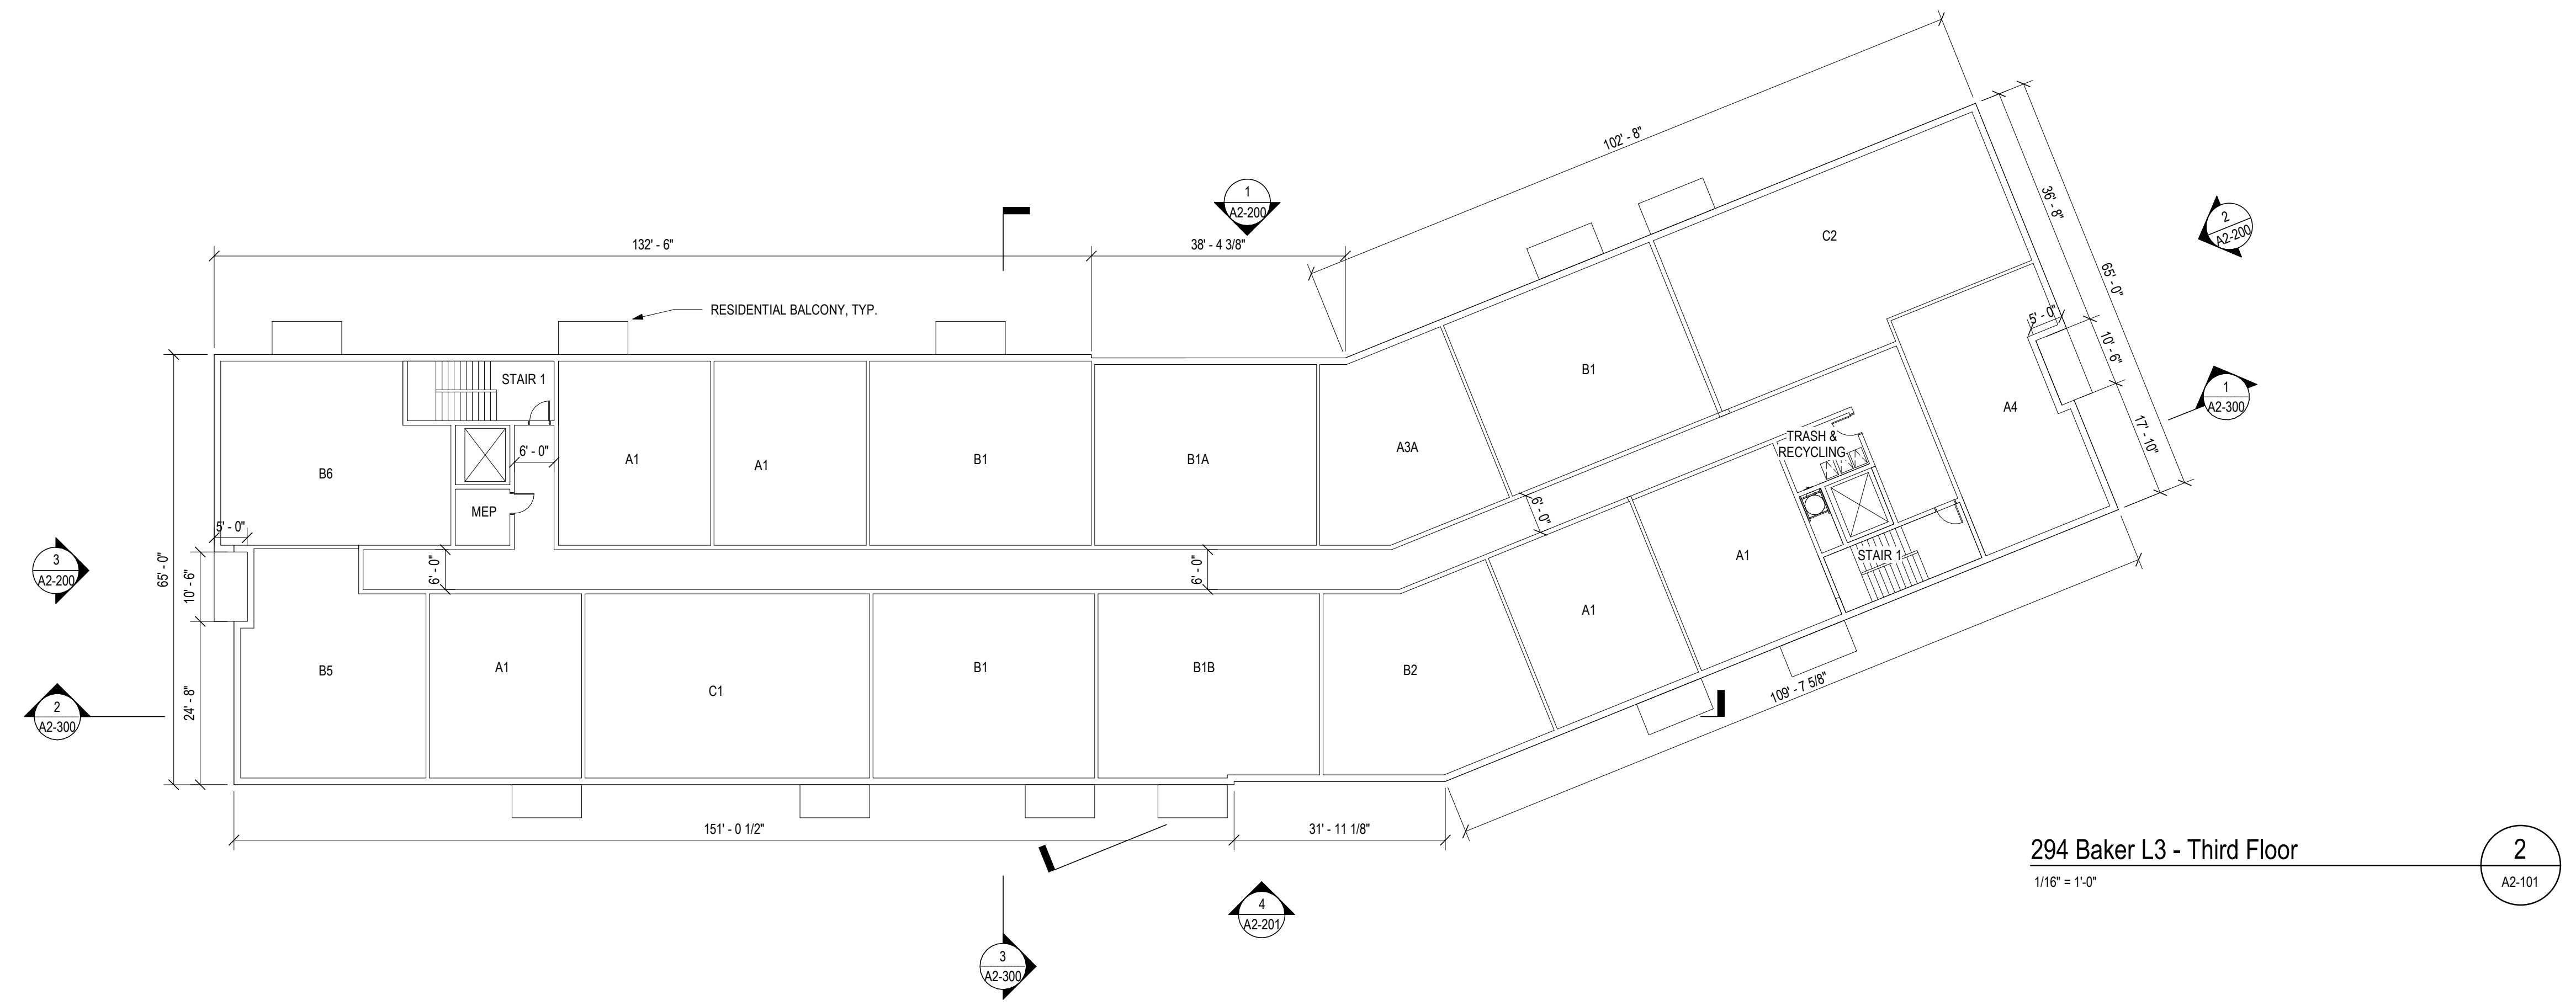 102' - 8"
36' - 8"
65' - 0"
1
A2-200
2
A2-200
132' - 6"
38' - 4 3/8"
C2
RESIDENTIAL BALCONY, TYP.
5' - 0"
10' - 6"
STAIR 1
B1
1
A2-300
A4
17' - 10"
6' - 0"
B6
A1
A1
B1
B1A
A3A
TRASH &
RECYCLING
MEP
6' - 0"
5' - 0"
3
A2-200
65' - 0"
10' - 6"
6' - 0"
6' - 0"
A1
STAIR 1
A1
B5
A1
C1
B1
B1B
B2
24' - 8"
2
A2-300
109' - 7 5/8"
151' - 0 1/2"
31' - 11 1/8"
294 Baker L3 - Third Floor
1/16" = 1'-0"
2
A2-101
4
A2-201
3
A2-300